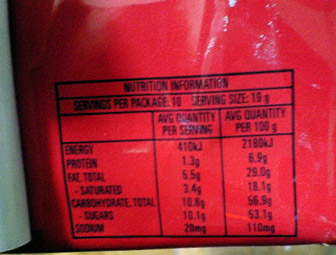 NUTRITION INFORMATION
SERVINGS PER PACKAGE: 10 SERVING SIZE: 19 g
AVG QUANTITY PER SERVING AVG QUANTITY PER 100 g
ENERGY 410kJ 2180kJ
PROTEIN 1.3g 6.9g
FAT, TOTAL 5.5g 29.0g
- SATURATED 3.4g 18.1g
CARBOHYDRATE, TOTAL 10.8g 56.9g
- SUGARS 10.1g 53.1g
SODIUM 20mg 110mg